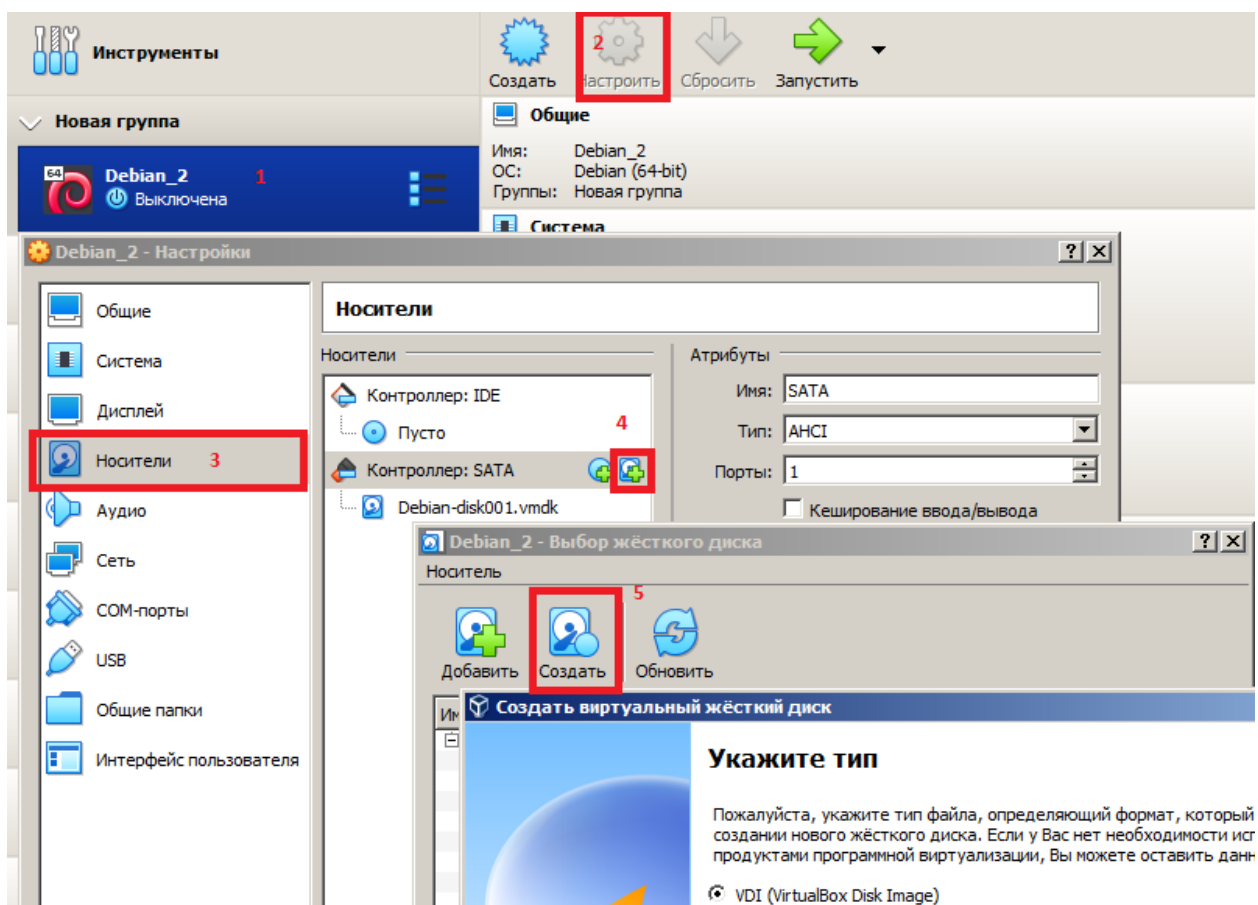 Инструменты
2
Создать
Настроить
Сбросить
Запустить
Новая группа
Общие
Имя: Debian_2
ОС: Debian (64-bit)
Группы: Новая группа
64
Debian_2 1
Выключена
Система
Debian_2 - Настройки
Общие
Система
Дисплей
Носители 3
Аудио
Сеть
COM-порты
USB
Общие папки
Интерфейс пользователя
Носители
Носители
Контроллер: IDE
Пусто
4
Контроллер: SATA
Debian-disk001.vmdk
Атрибуты
Имя: SATA
Тип: AHCI
Порты: 1
Кеширование ввода/вывода
Debian_2 - Выбор жёсткого диска
Носитель
5
Добавить
Создать
Обновить
Создать виртуальный жёсткий диск
Укажите тип
Пожалуйста, укажите тип файла, определяющий формат, который
создании нового жёсткого диска. Если у Вас нет необходимости исп
продуктами программной виртуализации, Вы можете оставить данн
VDI (VirtualBox Disk Image)